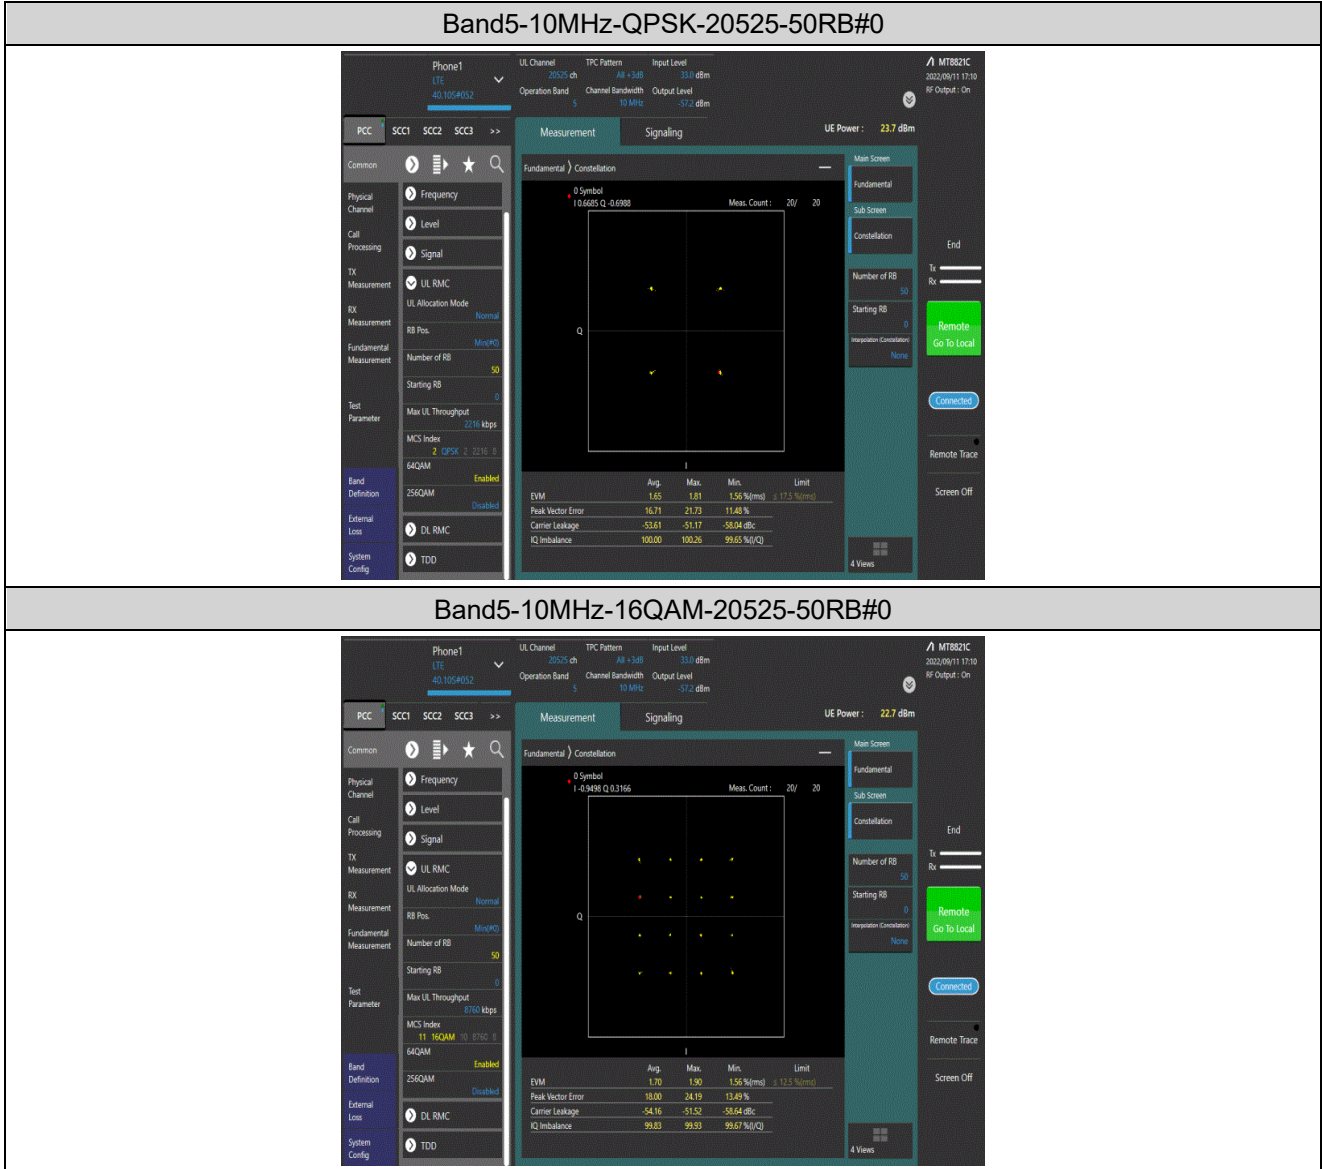 Band5-10MHz-QPSK-20525-50RB#0
Phone1
LTE
40.105#052
UL Channel TPC Pattern Input Level
20525 ch All +3dB 33.0 dBm
Operation Band Channel Bandwidth Output Level
5 10 MHz -57.2 dBm
MT8821C
2022/09/11 17:10
RF Output : On
PCC SCC1 SCC2 SCC3 >>
Measurement Signaling
UE Power : 23.7 dBm
Common
Physical
Channel
Call
Processing
TX
Measurement
RX
Measurement
Fundamental
Measurement
Test
Parameter
Band
Definition
External
Loss
System
Config
Frequency
Level
Signal
UL RMC
UL Allocation Mode
Normal
RB Pos.
Min(#0)
Number of RB
50
Starting RB
0
Max UL Throughput
2216 kbps
MCS Index
2 QPSK 2 2216 8
64QAM
Enabled
256QAM
Disabled
DL RMC
TDD
Fundamental Constellation
0 Symbol
I 0.6685 Q -0.6988 Meas. Count : 20/ 20
Q
I
Avg. Max. Min. Limit
EVM 1.65 1.81 1.56 %(rms) ≤ 17.5 %(rms)
Peak Vector Error 16.71 21.73 11.48 %
Carrier Leakage -53.61 -51.17 -58.04 dBc
IQ Imbalance 100.00 100.26 99.65 %(I/Q)
Main Screen
Fundamental
Sub Screen
Constellation
Number of RB
50
Starting RB
0
Interpolation (Constellation)
None
4 Views
End
Tx
Rx
Remote
Go To Local
Connected
Remote Trace
Screen Off
Band5-10MHz-16QAM-20525-50RB#0
Phone1
LTE
40.105#052
UL Channel TPC Pattern Input Level
20525 ch All +3dB 33.0 dBm
Operation Band Channel Bandwidth Output Level
5 10 MHz -57.2 dBm
MT8821C
2022/09/11 17:10
RF Output : On
PCC SCC1 SCC2 SCC3 >>
Measurement Signaling
UE Power : 22.7 dBm
Common
Physical
Channel
Call
Processing
TX
Measurement
RX
Measurement
Fundamental
Measurement
Test
Parameter
Band
Definition
External
Loss
System
Config
Frequency
Level
Signal
UL RMC
UL Allocation Mode
Normal
RB Pos.
Min(#0)
Number of RB
50
Starting RB
0
Max UL Throughput
8760 kbps
MCS Index
11 16QAM 10 8760 8
64QAM
Enabled
256QAM
Disabled
DL RMC
TDD
Fundamental Constellation
0 Symbol
I -0.9498 Q 0.3166 Meas. Count : 20/ 20
Q
I
Avg. Max. Min. Limit
EVM 1.70 1.90 1.56 %(rms) ≤ 12.5 %(rms)
Peak Vector Error 18.00 24.19 13.49 %
Carrier Leakage -54.16 -51.52 -58.64 dBc
IQ Imbalance 99.83 99.93 99.67 %(I/Q)
Main Screen
Fundamental
Sub Screen
Constellation
Number of RB
50
Starting RB
0
Interpolation (Constellation)
None
4 Views
End
Tx
Rx
Remote
Go To Local
Connected
Remote Trace
Screen Off